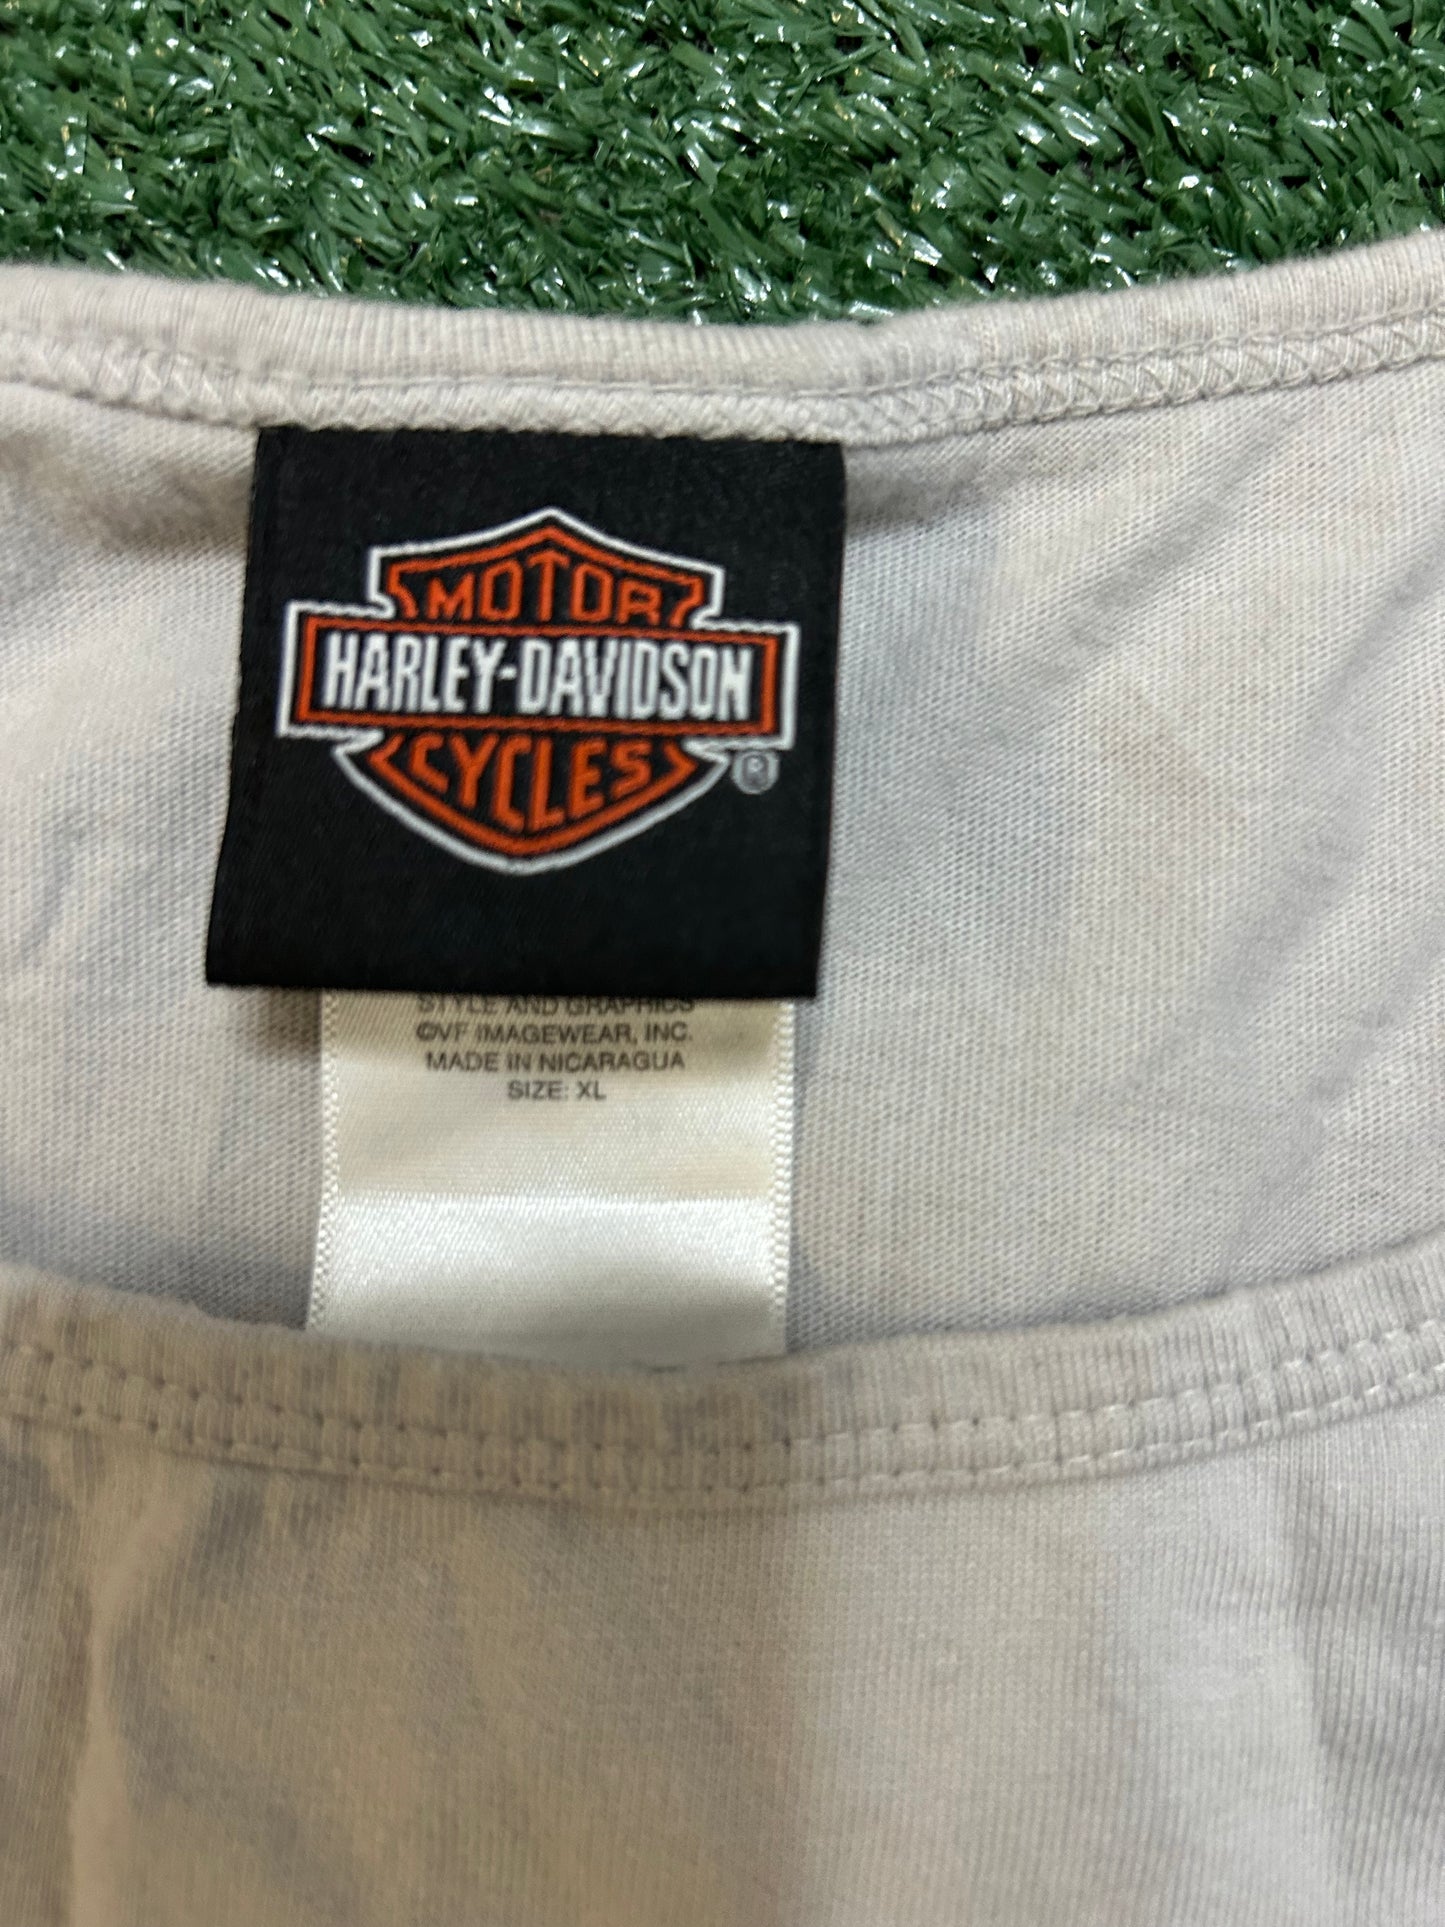 MOTOR
HARLEY-DAVIDSON
CYCLES
®
STYLE AND GRAPHICS
©VF IMAGEWEAR, INC.
MADE IN NICARAGUA
SIZE: XL